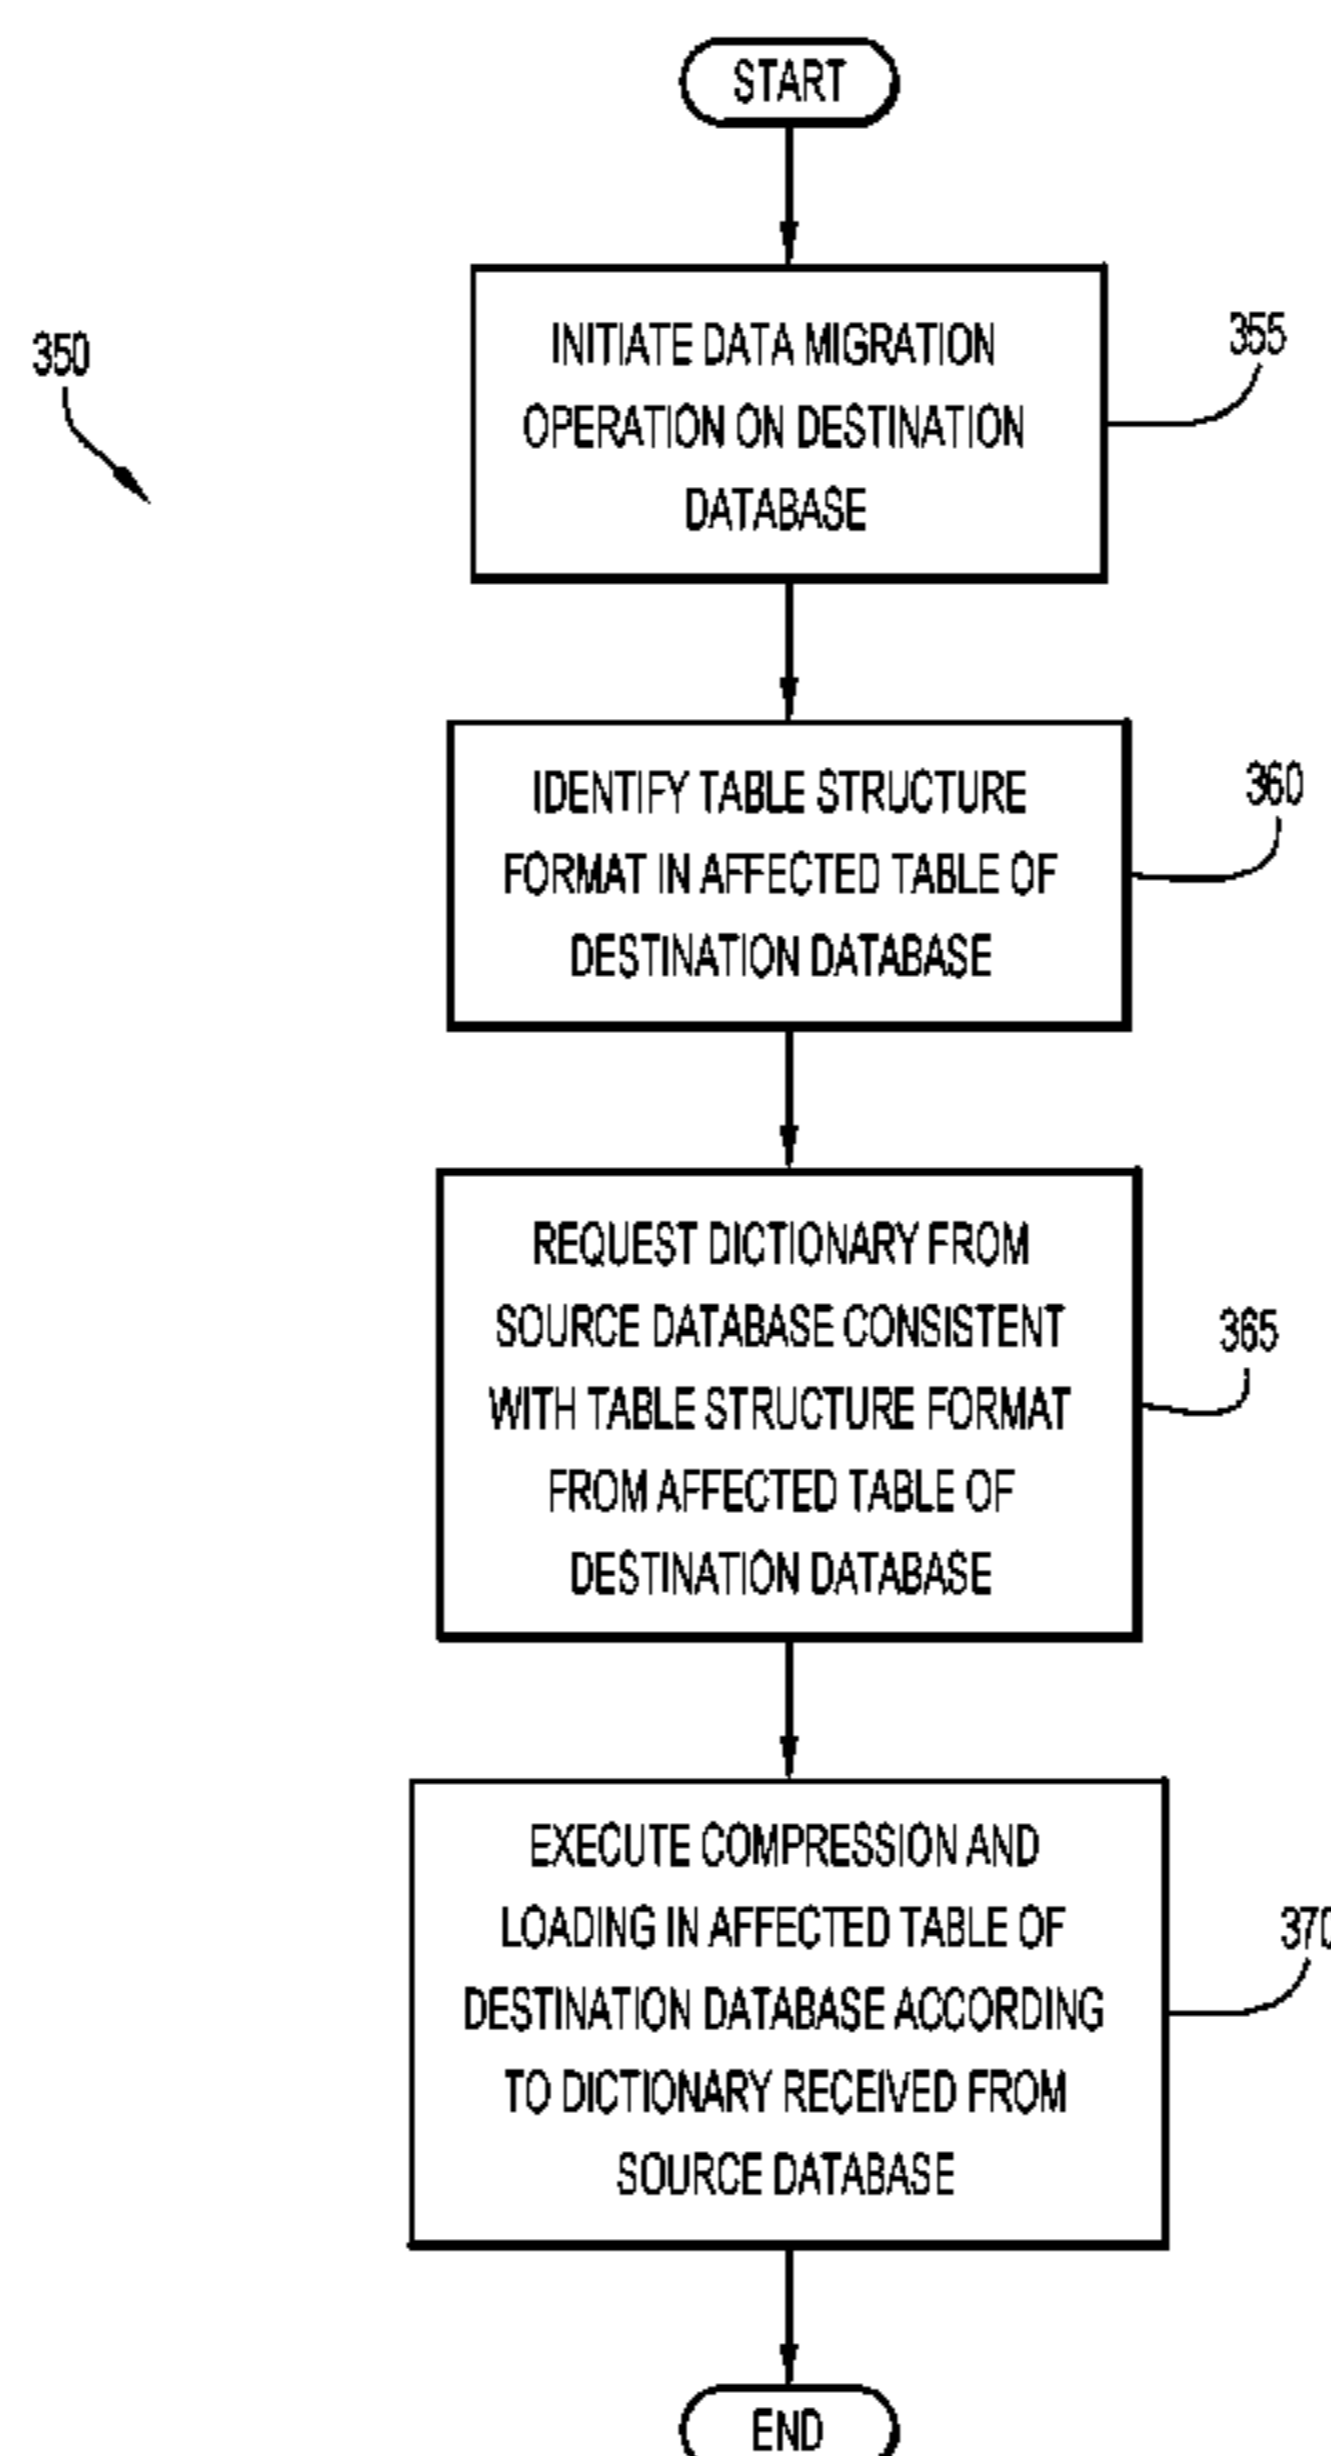 START
350
INITIATE DATA MIGRATION
OPERATION ON DESTINATION
DATABASE
355
IDENTIFY TABLE STRUCTURE
FORMAT IN AFFECTED TABLE OF
DESTINATION DATABASE
360
REQUEST DICTIONARY FROM
SOURCE DATABASE CONSISTENT
WITH TABLE STRUCTURE FORMAT
FROM AFFECTED TABLE OF
DESTINATION DATABASE
365
EXECUTE COMPRESSION AND
LOADING IN AFFECTED TABLE OF
DESTINATION DATABASE ACCORDING
TO DICTIONARY RECEIVED FROM
SOURCE DATABASE
370
END